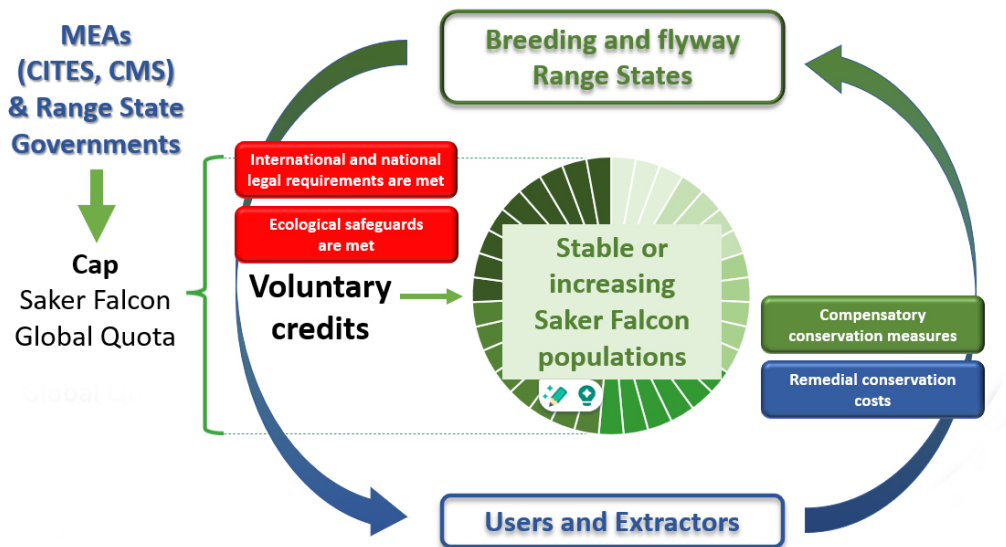 MEAs
(CITES, CMS)
& Range State
Governments
Cap
Saker Falcon
Global Quota
Global Qu
Breeding and flyway
Range States
International and national
legal requirements are met
Ecological safeguards
are met
Voluntary
credits
Stable or
increasing
Saker Falcon
populations
Compensatory
conservation measures
Remedial conservation
costs
Users and Extractors